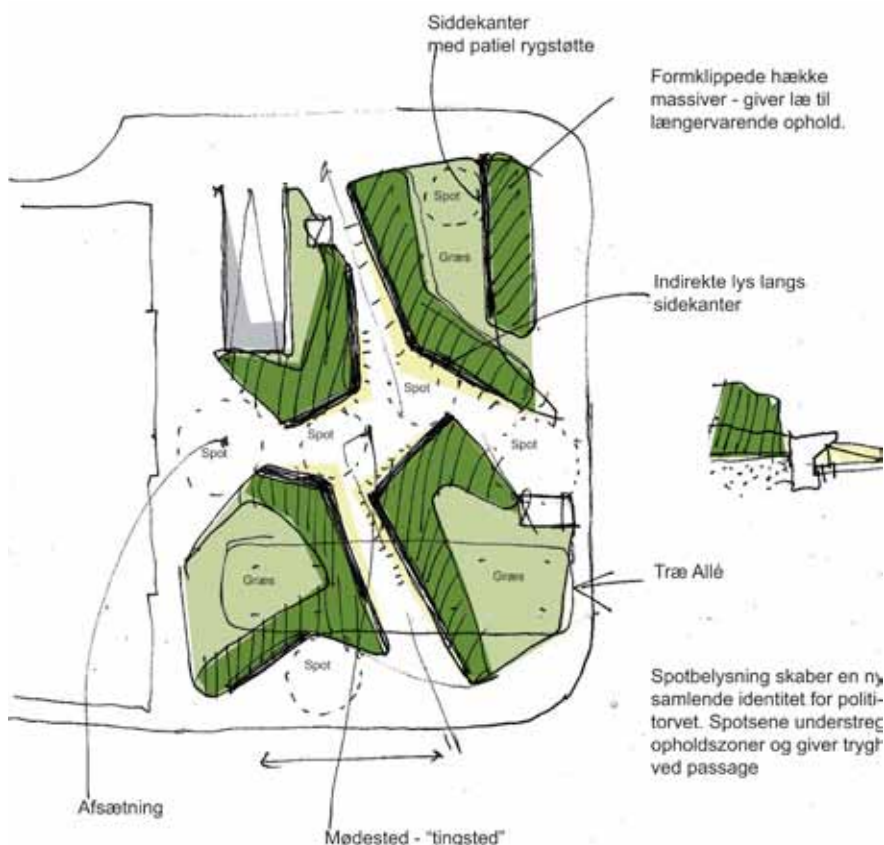 Siddekanter
med patiel rygstøtte
Formklippede hække
massiver - giver læ til
længervarende ophold.
Spot
Græs
Indirekte lys langs
sidekanter
Spot
Spot
Spot
Spot
Græs
Græs
Træ Allé
Spot
Spotbelysning skaber en ny
samlende identitet for politi-
torvet. Spotsene understreg
opholdszoner og giver trygh
ved passage
Afsætning
Mødested - “tingsted”